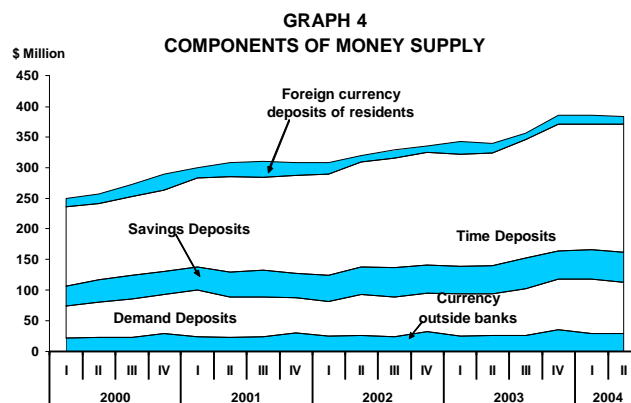 GRAPH 4
COMPONENTS OF MONEY SUPPLY
$ Million
450
400
350
300
250
200
150
100
50
0
Foreign currency
deposits of residents
Savings Deposits
Time Deposits
Demand Deposits
Currency
outside banks
I II III IV I II III IV I II III IV I II III IV I II
2000 2001 2002 2003 2004